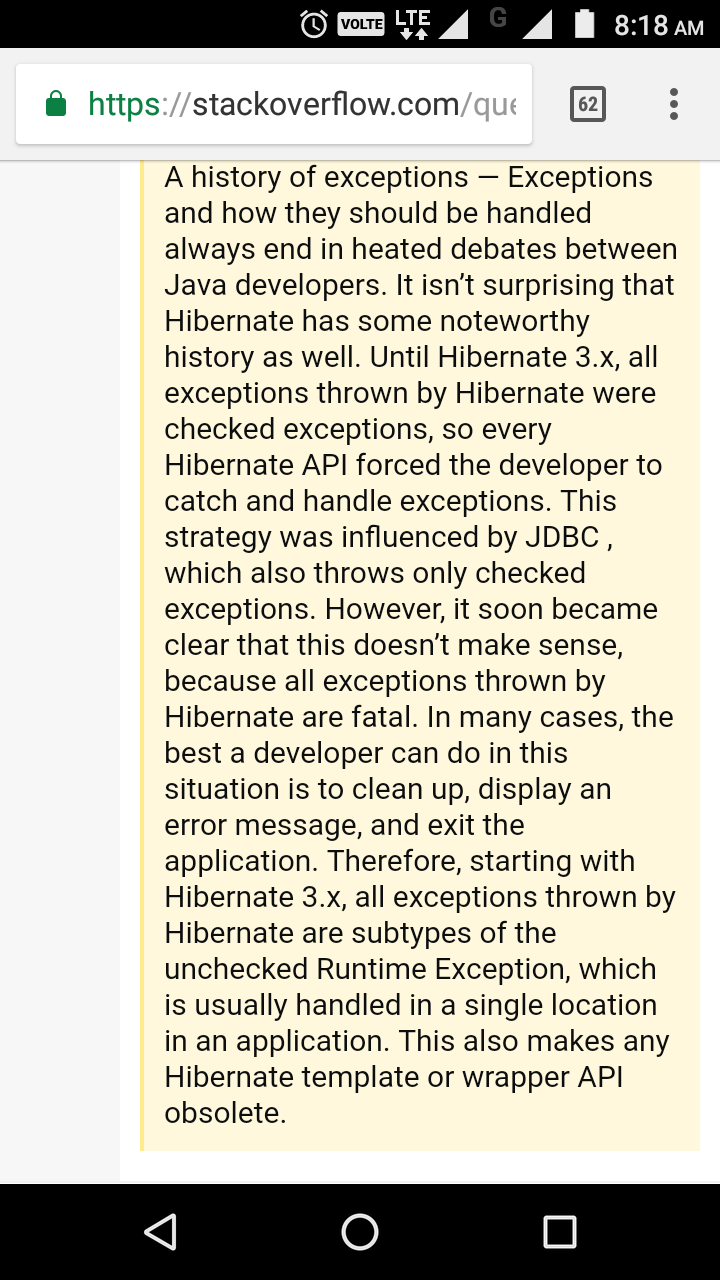 VOLTE LTE G 8:18 AM
https://stackoverflow.com/que 62
A history of exceptions — Exceptions
and how they should be handled
always end in heated debates between
Java developers. It isn’t surprising that
Hibernate has some noteworthy
history as well. Until Hibernate 3.x, all
exceptions thrown by Hibernate were
checked exceptions, so every
Hibernate API forced the developer to
catch and handle exceptions. This
strategy was influenced by JDBC ,
which also throws only checked
exceptions. However, it soon became
clear that this doesn’t make sense,
because all exceptions thrown by
Hibernate are fatal. In many cases, the
best a developer can do in this
situation is to clean up, display an
error message, and exit the
application. Therefore, starting with
Hibernate 3.x, all exceptions thrown by
Hibernate are subtypes of the
unchecked Runtime Exception, which
is usually handled in a single location
in an application. This also makes any
Hibernate template or wrapper API
obsolete.